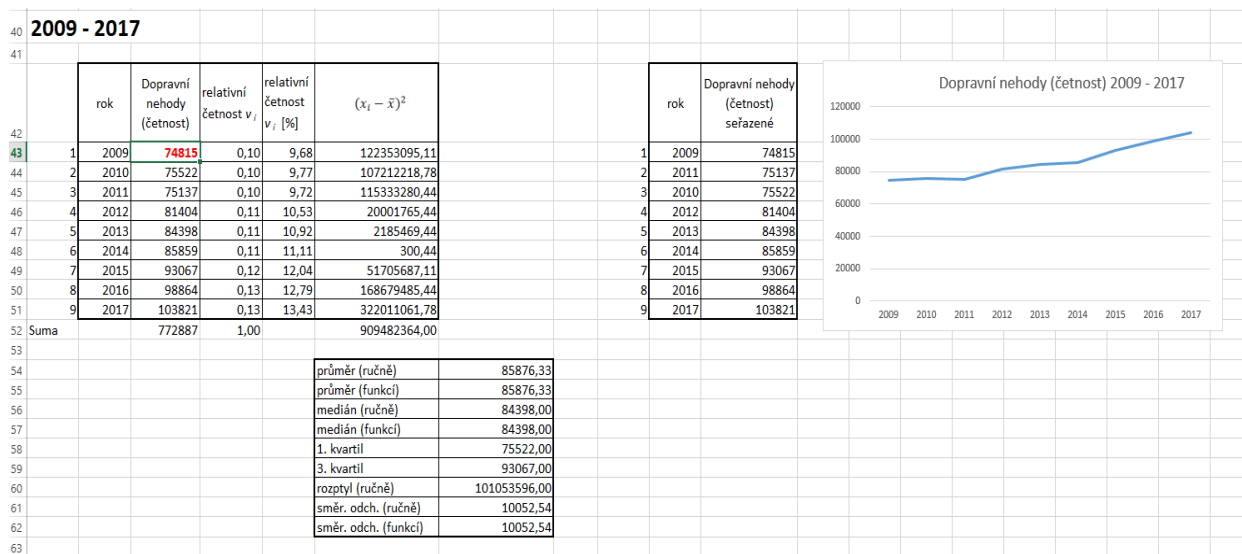 40 2009 - 2017
41
42 rok Dopravní nehody (četnost) relativní četnost v i relativní četnost v i [%] (xᵢ − x̄)²
43 1 2009 74815 0,10 9,68 122353095,11
44 2 2010 75522 0,10 9,77 107212218,78
45 3 2011 75137 0,10 9,72 115333280,44
46 4 2012 81404 0,11 10,53 20001765,44
47 5 2013 84398 0,11 10,92 2185469,44
48 6 2014 85859 0,11 11,11 300,44
49 7 2015 93067 0,12 12,04 51705687,11
50 8 2016 98864 0,13 12,79 168679485,44
51 9 2017 103821 0,13 13,43 322011061,78
52 Suma 772887 1,00 909482364,00
53
54 průměr (ručně) 85876,33
55 průměr (funkcí) 85876,33
56 medián (ručně) 84398,00
57 medián (funkcí) 84398,00
58 1. kvartil 75522,00
59 3. kvartil 93067,00
60 rozptyl (ručně) 101053596,00
61 směr. odch. (ručně) 10052,54
62 směr. odch. (funkcí) 10052,54
63
rok Dopravní nehody (četnost) seřazené
1 2009 74815
2 2011 75137
3 2010 75522
4 2012 81404
5 2013 84398
6 2014 85859
7 2015 93067
8 2016 98864
9 2017 103821
Dopravní nehody (četnost) 2009 - 2017
120000
100000
80000
60000
40000
20000
0
2009 2010 2011 2012 2013 2014 2015 2016 2017